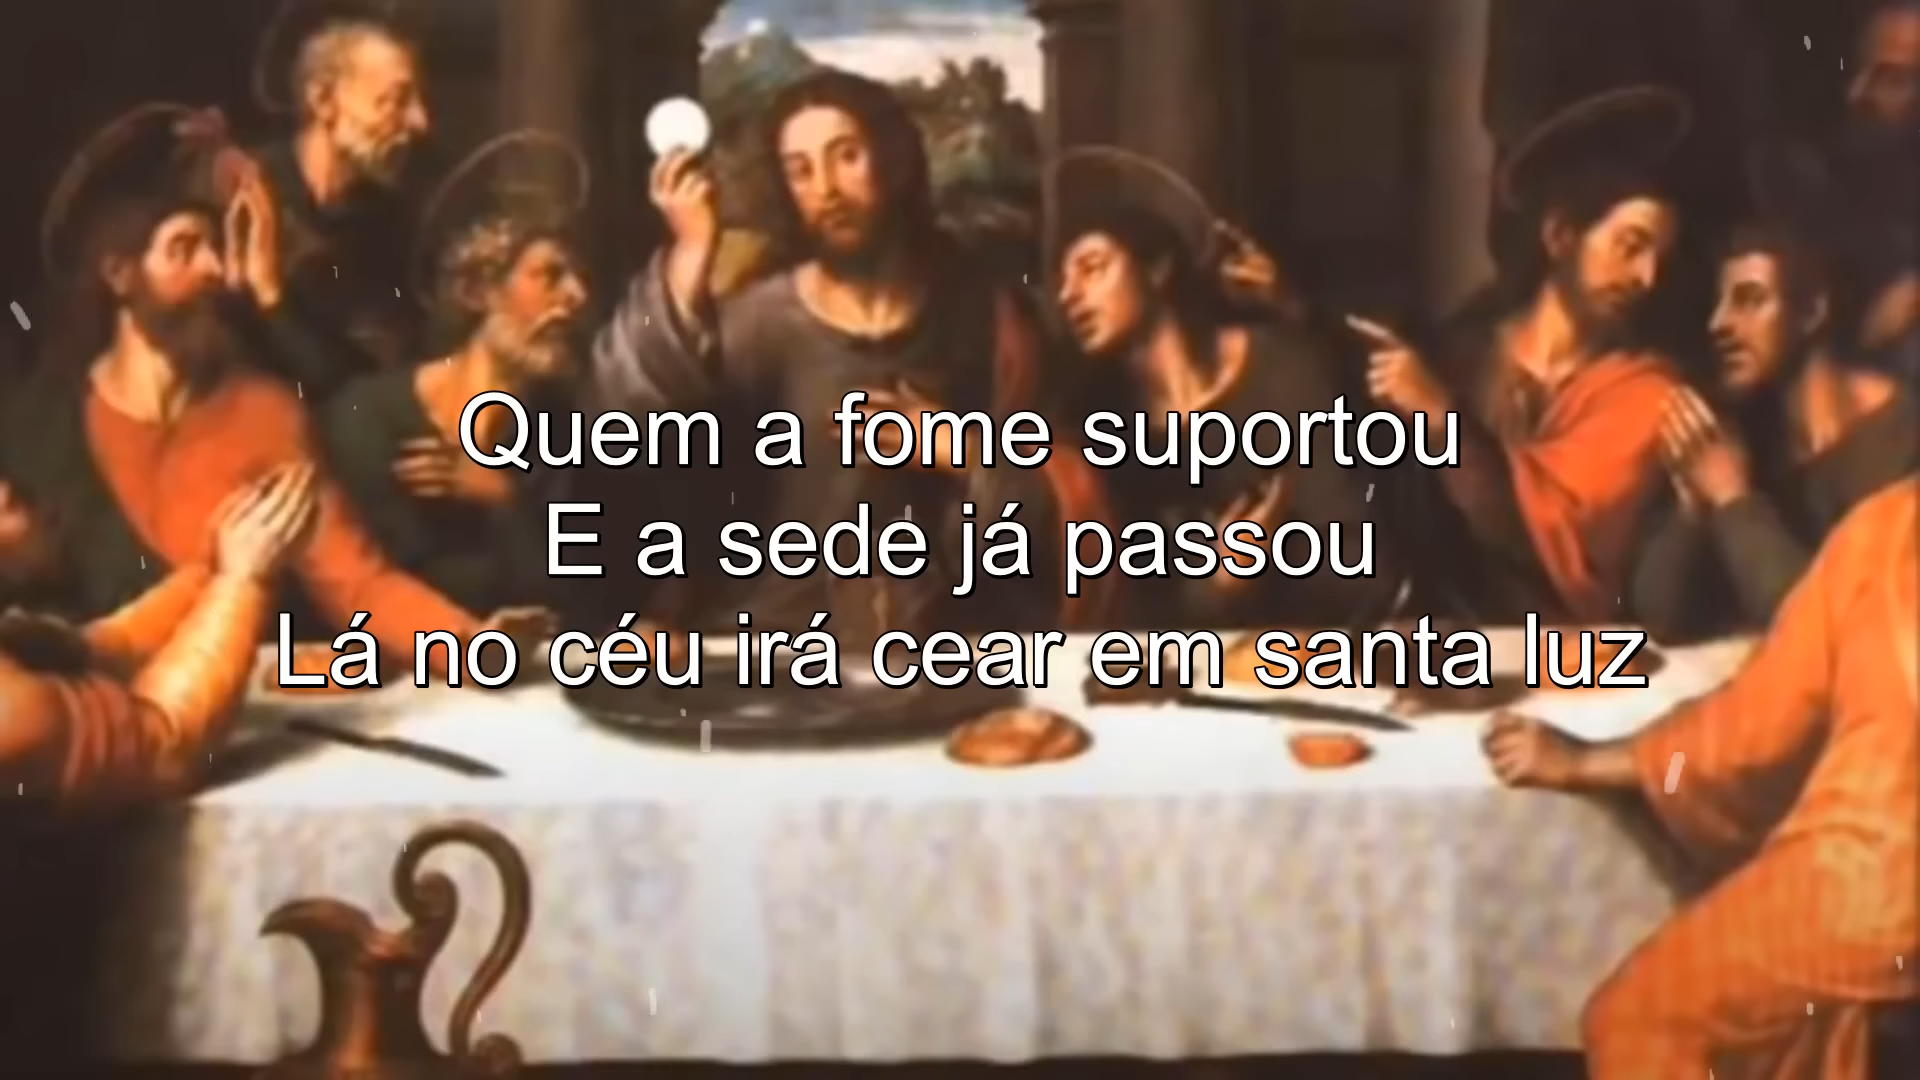 Quem a fome suportou
E a sede já passou
Lá no céu irá cear em santa luz